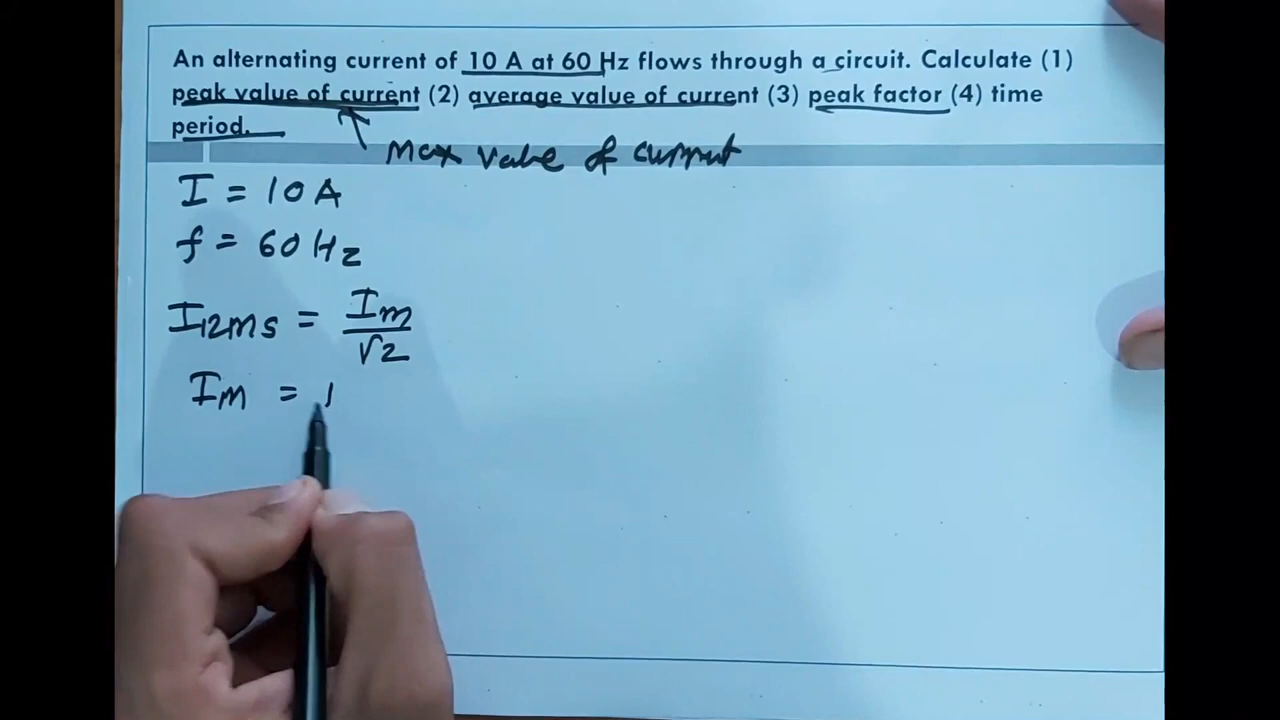 An alternating current of 10 A at 60 Hz flows through a circuit. Calculate (1)
peak value of current (2) average value of current (3) peak factor (4) time
period.
Max value of current
I = 10 A
f = 60 Hz
Irms = Im
√2
Im = 1